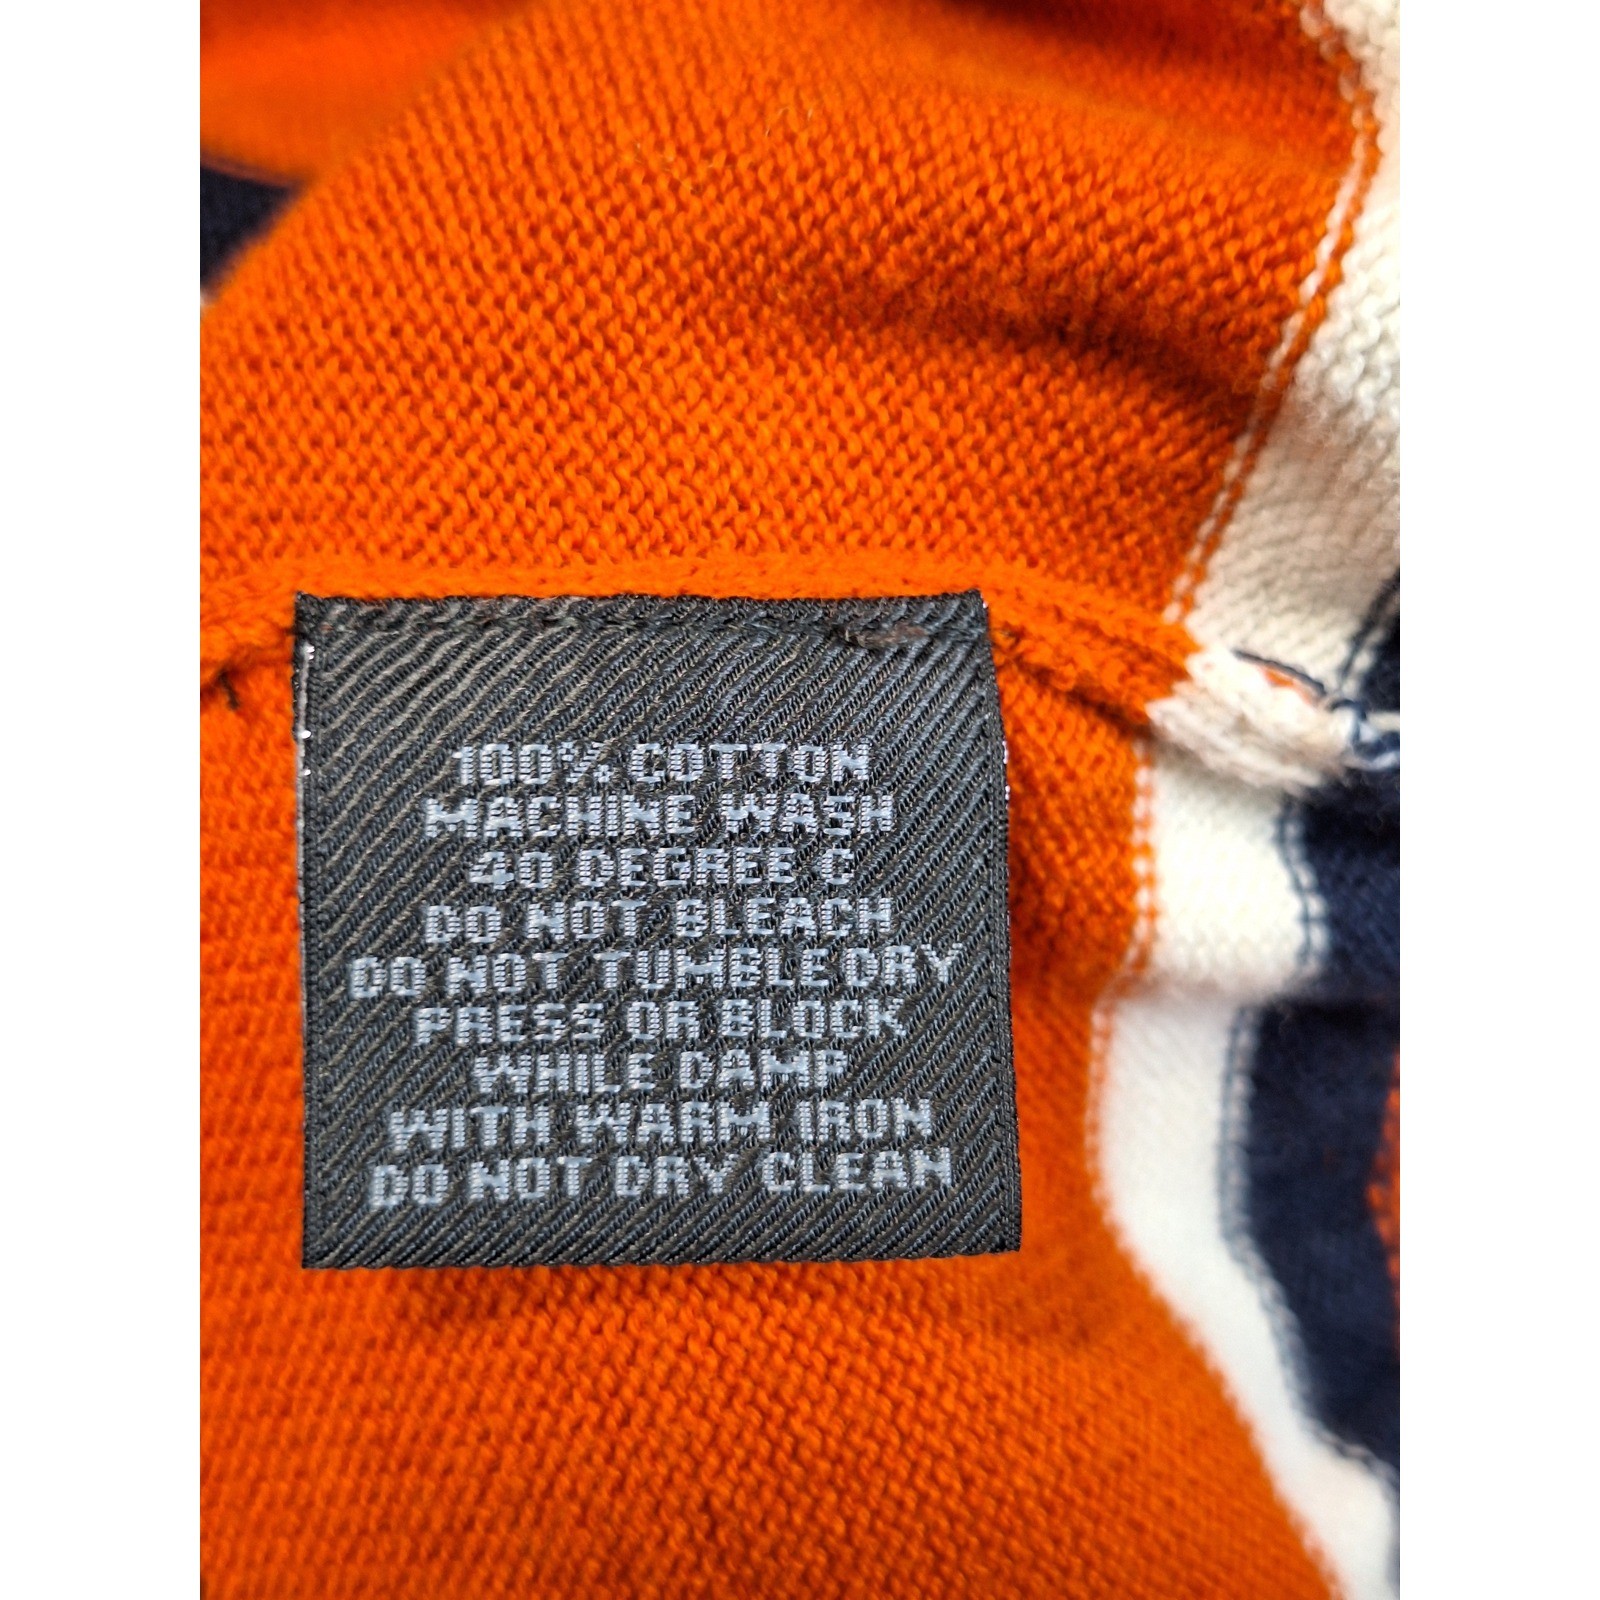 100% COTTON
MACHINE WASH
40 DEGREE C
DO NOT BLEACH
DO NOT TUMBLE DRY
PRESS OR BLOCK
WHILE DAMP
WITH WARM IRON
DO NOT DRY CLEAN